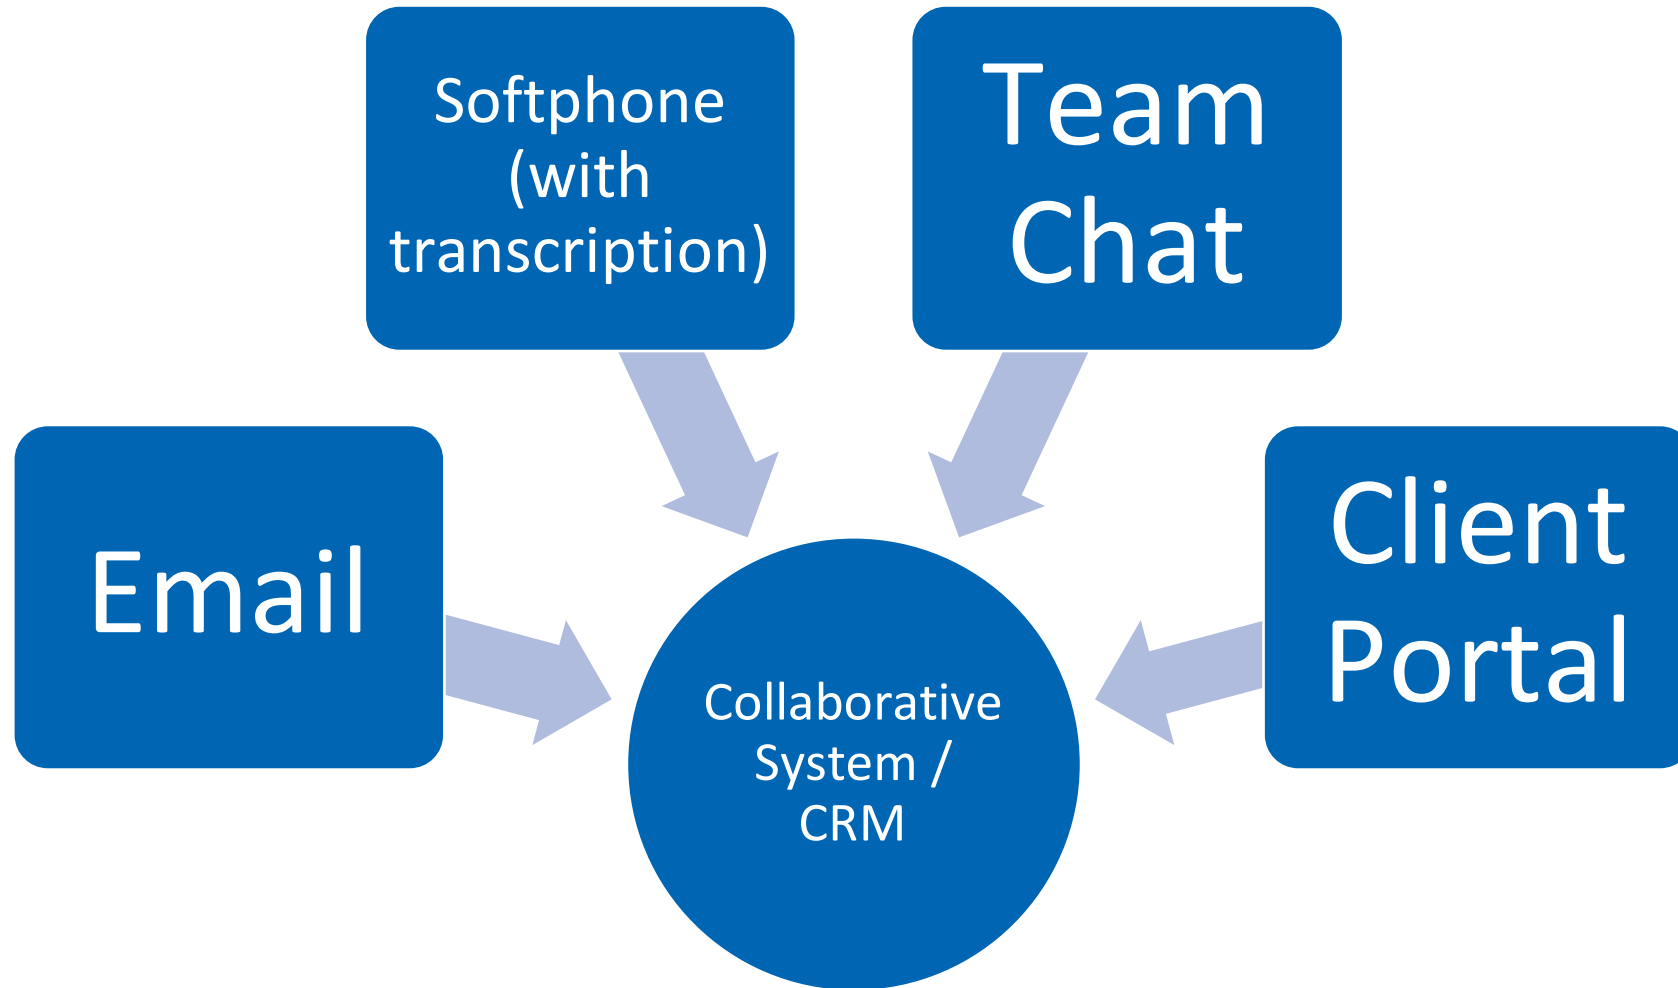 Softphone
(with
transcription)
Team
Chat
Email
Client
Portal
Collaborative
System /
CRM